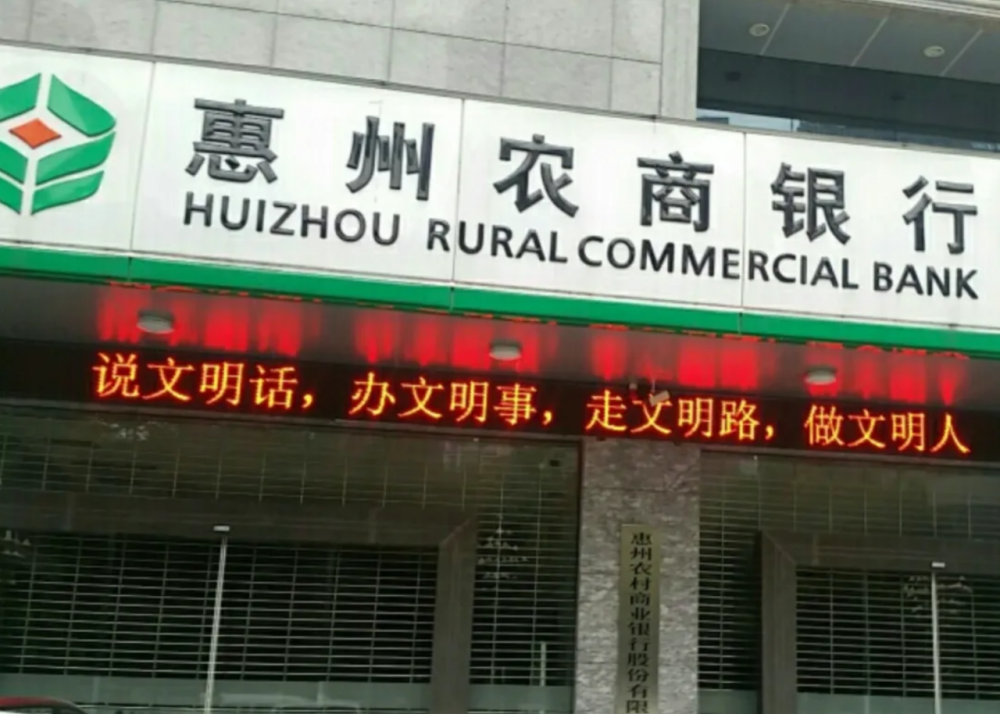 惠州农商银行
HUIZHOU RURAL COMMERCIAL BANK
说文明话，办文明事，走文明路，做文明人
惠州农村商业银行股份有限